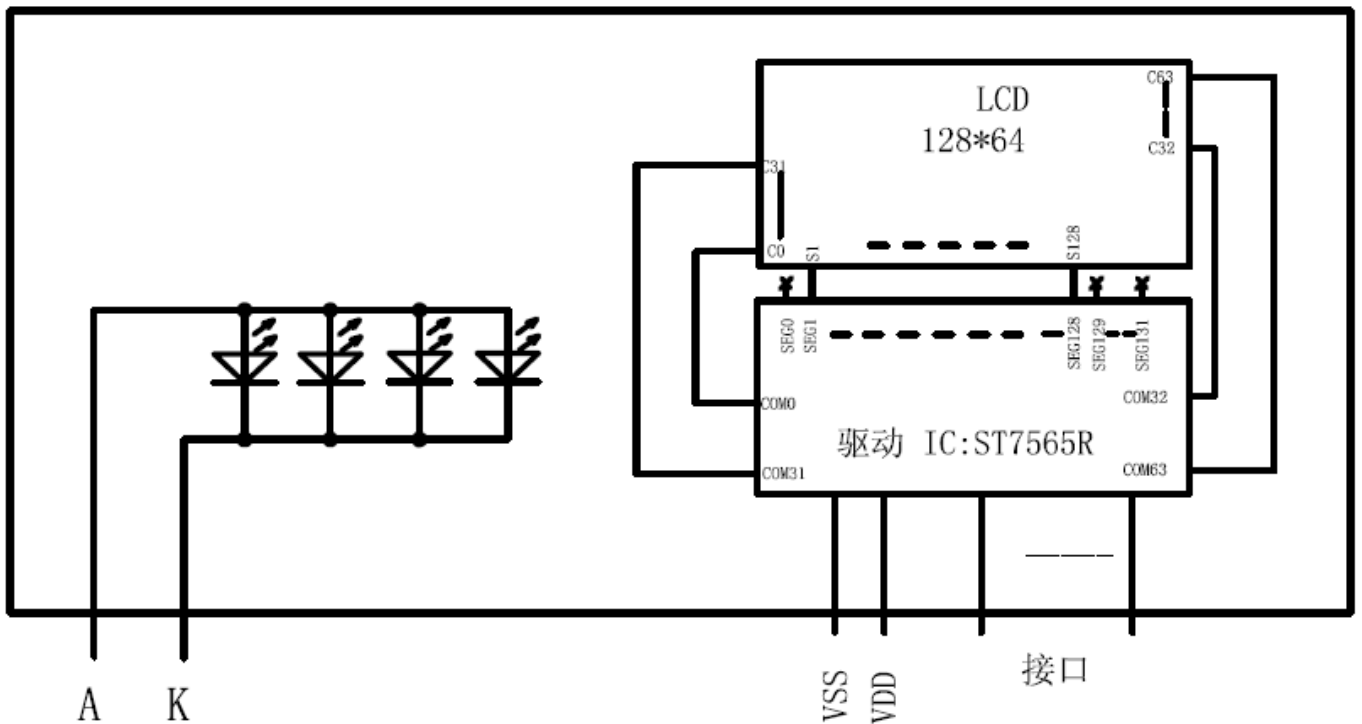 LCD
128*64
C63
C32
C31
C0
S1
S128
SEG0
SEG1
SEG128
SEG129
SEG131
COM0
COM32
驱动 IC:ST7565R
COM31
COM63
VSS
VDD
接口
A
K